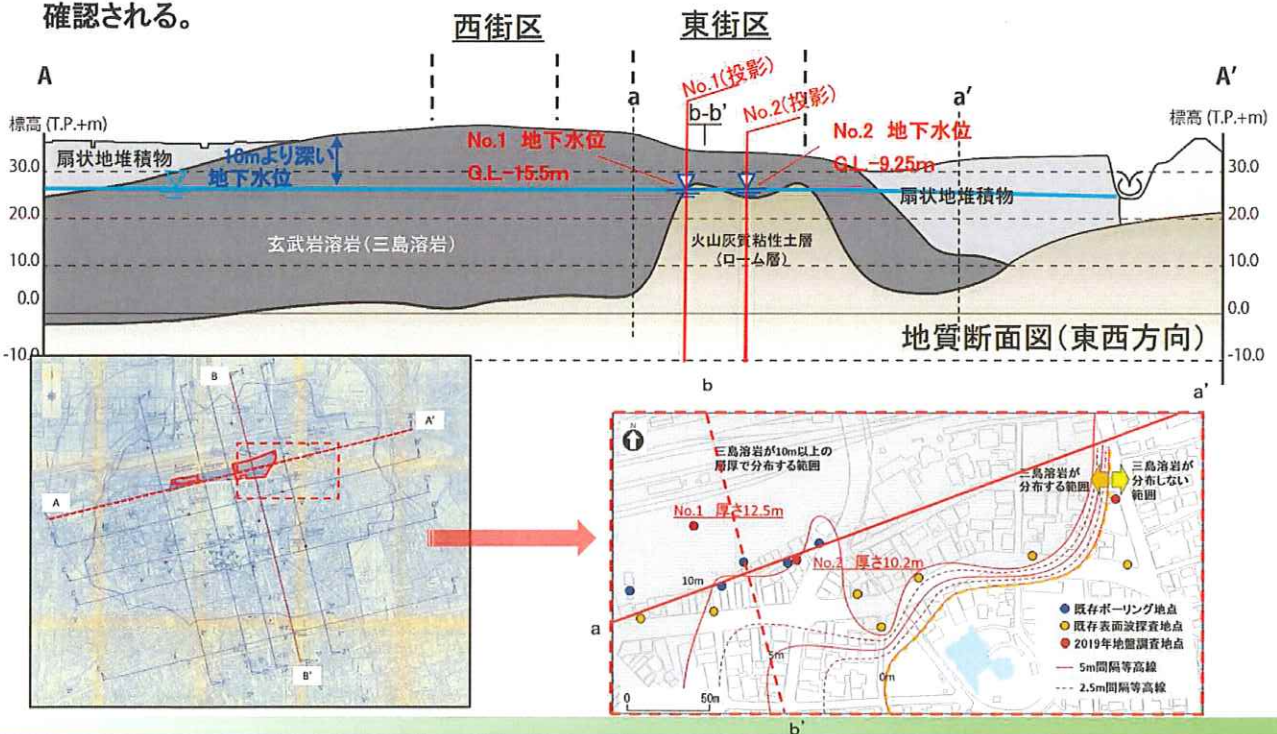 確認される。
西街区
東街区
A
A'
No.1(投影)
No.2(投影)
a
b-b'
a'
標高 (T.P.+m)
標高 (T.P.+m)
扇状地堆積物
10mより深い
地下水位
No.1 地下水位
G.L-15.5m
No.2 地下水位
G.L-9.25m
扇状地堆積物
30.0
20.0
10.0
0.0
-10.0
30.0
20.0
10.0
0.0
-10.0
玄武岩溶岩(三島溶岩)
火山灰質粘性土層
(ローム層)
地質断面図(東西方向)
B
A'
A
B'
b
a'
N
三島溶岩が10m以上の
層厚で分布する範囲
三島溶岩が
分布する範囲
三島溶岩が
分布しない
範囲
No.1 厚さ12.5m
No.2 厚さ10.2m
10m
a
5m
0m
既存ボーリング地点
既存表面波探査地点
2019年地盤調査地点
5m間隔等高線
2.5m間隔等高線
0 50m
b'